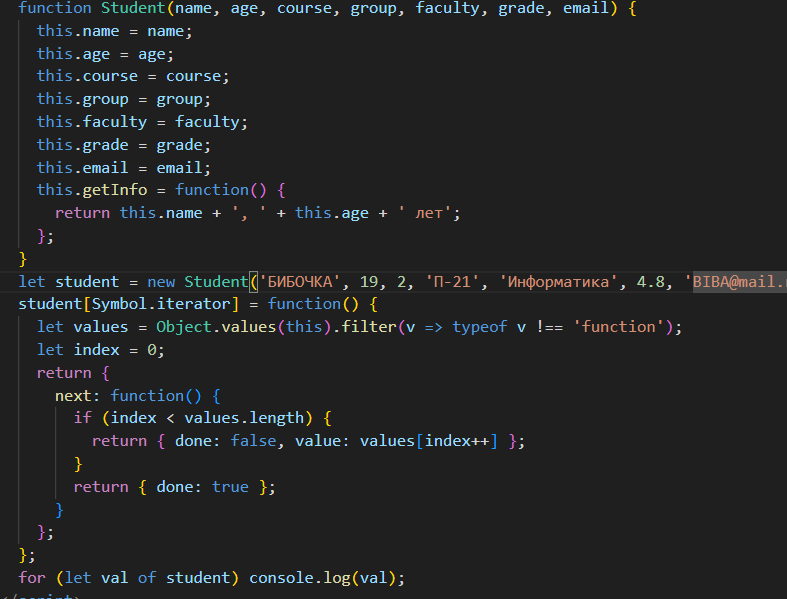 function Student(name, age, course, group, faculty, grade, email) {
this.name = name;
this.age = age;
this.course = course;
this.group = group;
this.faculty = faculty;
this.grade = grade;
this.email = email;
this.getInfo = function() {
return this.name + ', ' + this.age + ' лет';
};
}
let student = new Student('БИБОЧКА', 19, 2, 'П-21', 'Информатика', 4.8, 'BIBA@mail.
student[Symbol.iterator] = function() {
let values = Object.values(this).filter(v => typeof v !== 'function');
let index = 0;
return {
next: function() {
if (index < values.length) {
return { done: false, value: values[index++] };
}
return { done: true };
}
};
};
for (let val of student) console.log(val);